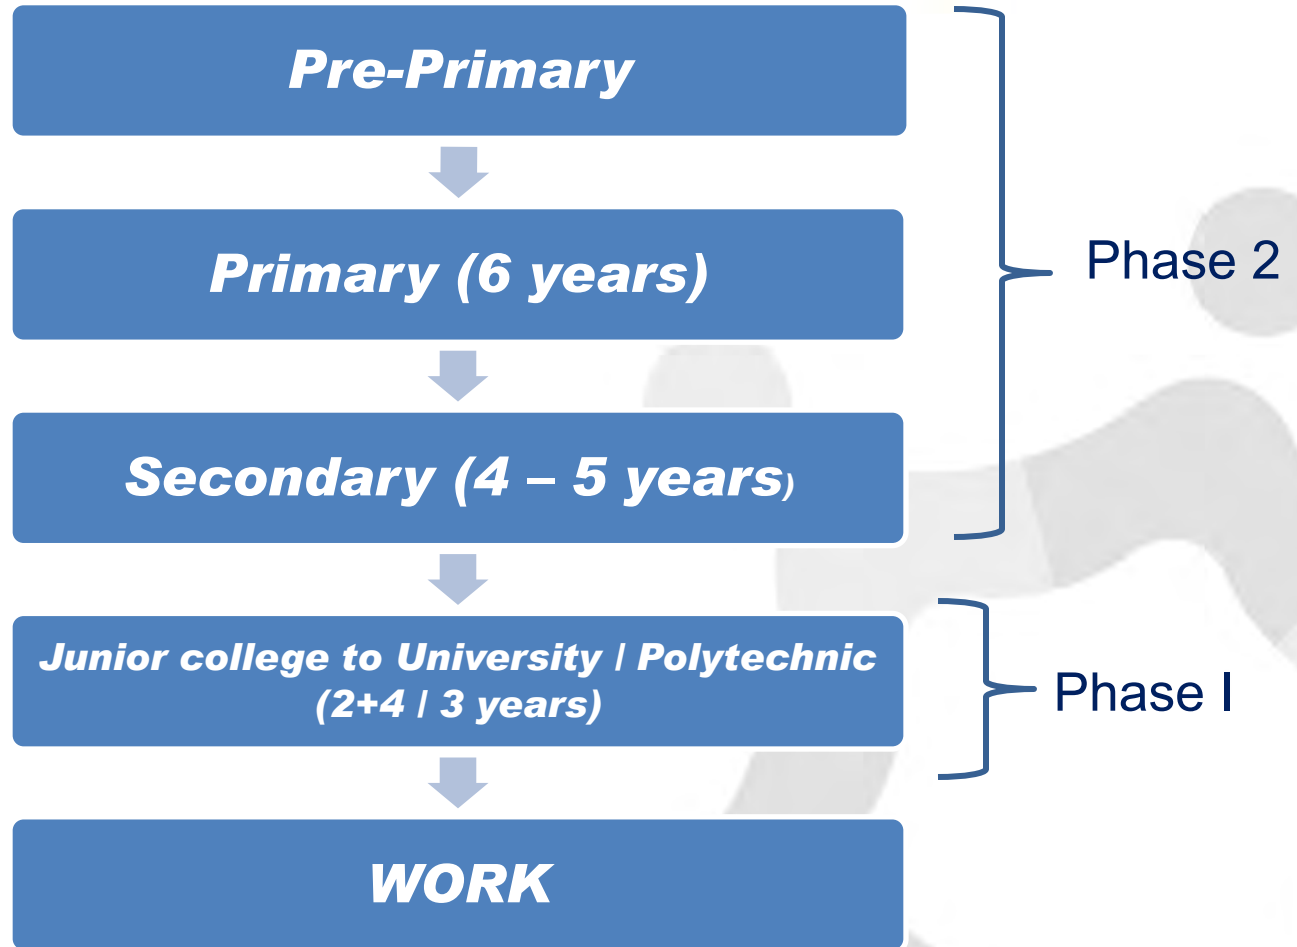 Pre-Primary
Primary (6 years)
Phase 2
Secondary (4 – 5 years)
Junior college to University / Polytechnic
(2+4 / 3 years)
Phase I
WORK